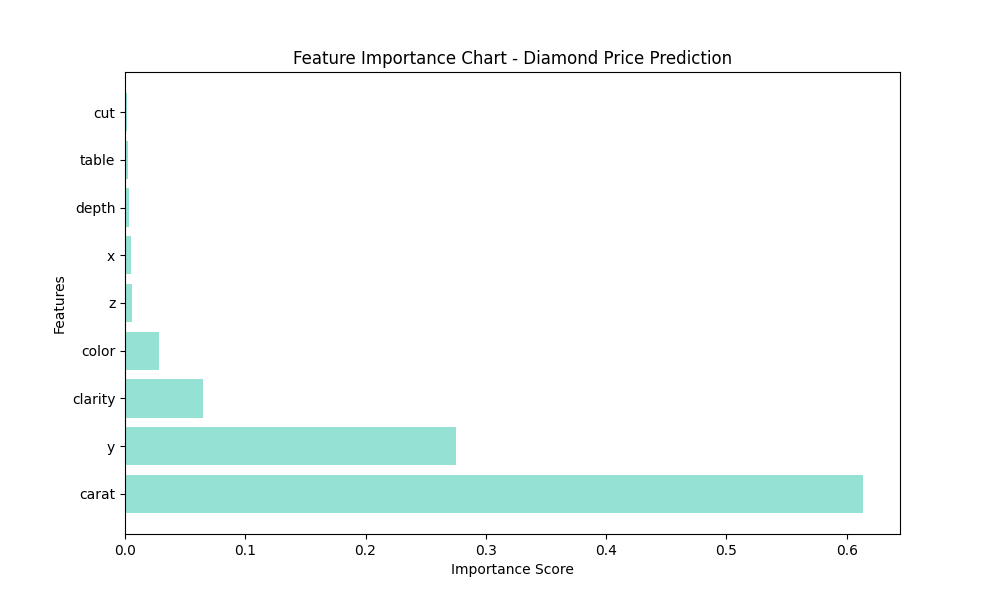 Feature Importance Chart - Diamond Price Prediction
cut
table
depth
x
z
color
clarity
y
carat
Features
0.0 0.1 0.2 0.3 0.4 0.5 0.6
Importance Score